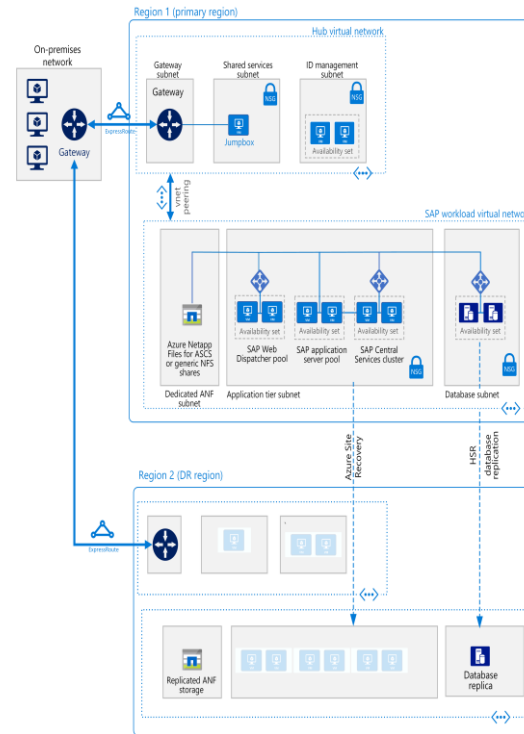 Region 1 (primary region)
Hub virtual network
On-premises
network
Gateway
ExpressRoute
Gateway
subnet
Gateway
Shared services
subnet
NSG
Jumpbox
ID management
subnet
NSG
Availability set
vnet
peering
SAP workload virtual netwo
Azure Netapp
Files for ASCS
or generic NFS
shares
Dedicated ANF
subnet
Availability set
SAP Web
Dispatcher pool
Availability set
SAP application
server pool
Availability set
SAP Central
Services cluster
NSG
Application tier subnet
Availability set
NSG
Database subnet
Azure Site
Recovery
HSR
database
replication
Region 2 (DR region)
ExpressRoute
Replicated ANF
storage
Database
replica